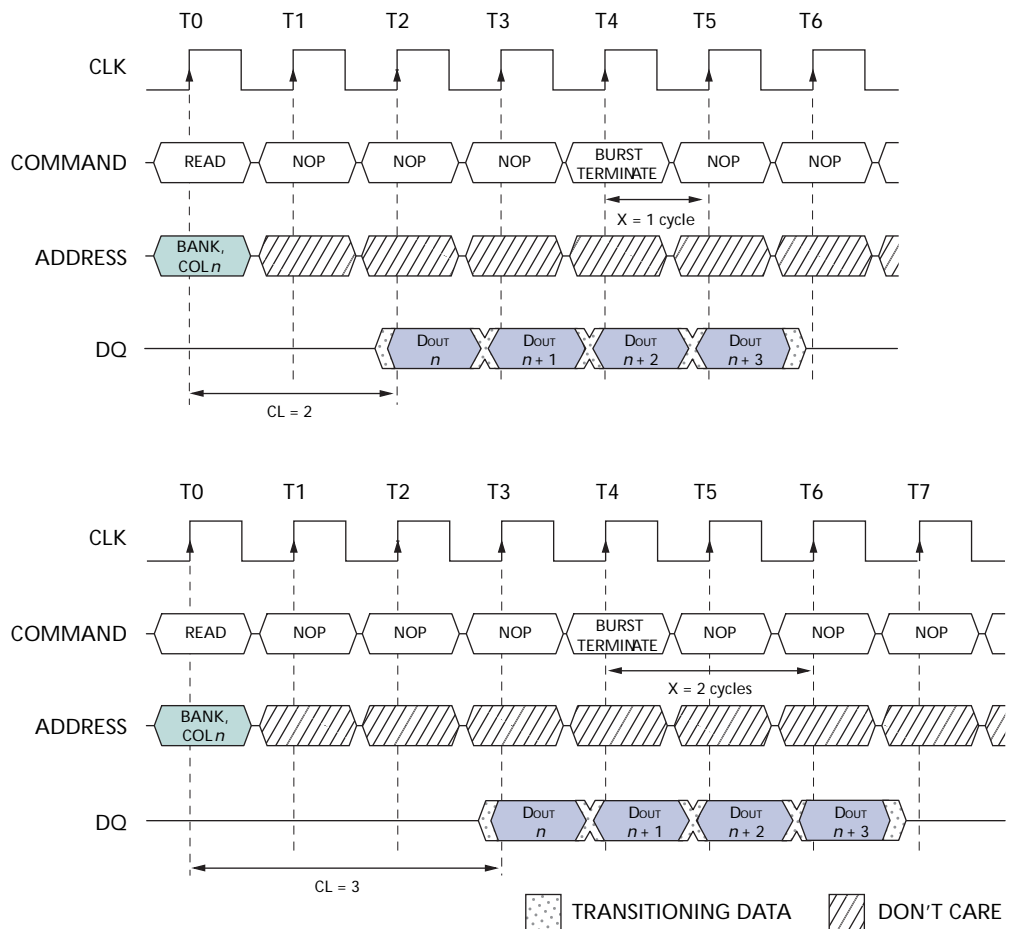 T0 T1 T2 T3 T4 T5 T6
CLK
COMMAND READ NOP NOP NOP BURST TERMINATE NOP NOP
X = 1 cycle
ADDRESS BANK, COL n
DQ DOUT n DOUT n + 1 DOUT n + 2 DOUT n + 3
CL = 2
T0 T1 T2 T3 T4 T5 T6 T7
CLK
COMMAND READ NOP NOP NOP BURST TERMINATE NOP NOP NOP
X = 2 cycles
ADDRESS BANK, COL n
DQ DOUT n DOUT n + 1 DOUT n + 2 DOUT n + 3
CL = 3
TRANSITIONING DATA DON'T CARE